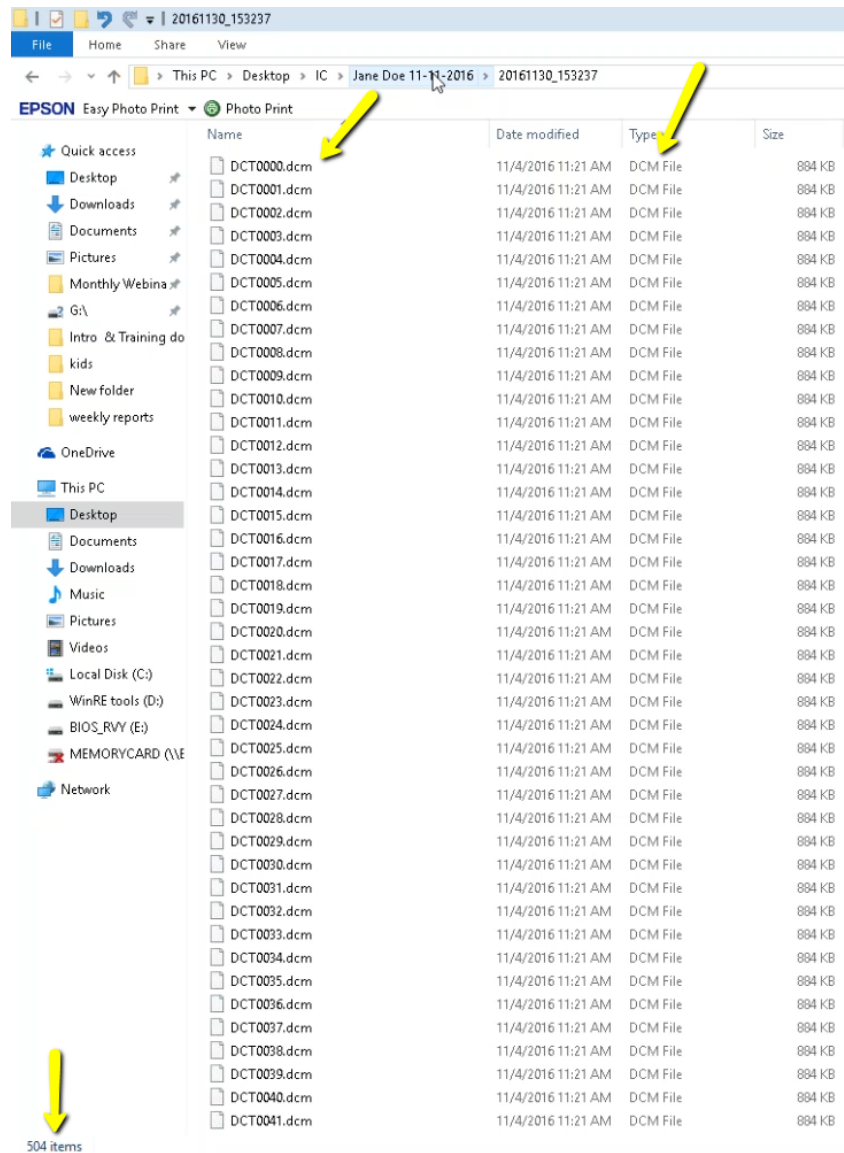 20161130_153237
File Home Share View
This PC > Desktop > IC > Jane Doe 11-11-2016 > 20161130_153237
EPSON Easy Photo Print Photo Print
Name Date modified Type Size
Quick access
Desktop
Downloads
Documents
Pictures
Monthly Webina
G:\
Intro & Training do
kids
New folder
weekly reports
OneDrive
This PC
Desktop
Documents
Downloads
Music
Pictures
Videos
Local Disk (C:)
WinRE tools (D:)
BIOS_RVY (E:)
MEMORYCARD (\\E
Network
DCT0000.dcm 11/4/2016 11:21 AM DCM File 884 KB
DCT0001.dcm 11/4/2016 11:21 AM DCM File 884 KB
DCT0002.dcm 11/4/2016 11:21 AM DCM File 884 KB
DCT0003.dcm 11/4/2016 11:21 AM DCM File 884 KB
DCT0004.dcm 11/4/2016 11:21 AM DCM File 884 KB
DCT0005.dcm 11/4/2016 11:21 AM DCM File 884 KB
DCT0006.dcm 11/4/2016 11:21 AM DCM File 884 KB
DCT0007.dcm 11/4/2016 11:21 AM DCM File 884 KB
DCT0008.dcm 11/4/2016 11:21 AM DCM File 884 KB
DCT0009.dcm 11/4/2016 11:21 AM DCM File 884 KB
DCT0010.dcm 11/4/2016 11:21 AM DCM File 884 KB
DCT0011.dcm 11/4/2016 11:21 AM DCM File 884 KB
DCT0012.dcm 11/4/2016 11:21 AM DCM File 884 KB
DCT0013.dcm 11/4/2016 11:21 AM DCM File 884 KB
DCT0014.dcm 11/4/2016 11:21 AM DCM File 884 KB
DCT0015.dcm 11/4/2016 11:21 AM DCM File 884 KB
DCT0016.dcm 11/4/2016 11:21 AM DCM File 884 KB
DCT0017.dcm 11/4/2016 11:21 AM DCM File 884 KB
DCT0018.dcm 11/4/2016 11:21 AM DCM File 884 KB
DCT0019.dcm 11/4/2016 11:21 AM DCM File 884 KB
DCT0020.dcm 11/4/2016 11:21 AM DCM File 884 KB
DCT0021.dcm 11/4/2016 11:21 AM DCM File 884 KB
DCT0022.dcm 11/4/2016 11:21 AM DCM File 884 KB
DCT0023.dcm 11/4/2016 11:21 AM DCM File 884 KB
DCT0024.dcm 11/4/2016 11:21 AM DCM File 884 KB
DCT0025.dcm 11/4/2016 11:21 AM DCM File 884 KB
DCT0026.dcm 11/4/2016 11:21 AM DCM File 884 KB
DCT0027.dcm 11/4/2016 11:21 AM DCM File 884 KB
DCT0028.dcm 11/4/2016 11:21 AM DCM File 884 KB
DCT0029.dcm 11/4/2016 11:21 AM DCM File 884 KB
DCT0030.dcm 11/4/2016 11:21 AM DCM File 884 KB
DCT0031.dcm 11/4/2016 11:21 AM DCM File 884 KB
DCT0032.dcm 11/4/2016 11:21 AM DCM File 884 KB
DCT0033.dcm 11/4/2016 11:21 AM DCM File 884 KB
DCT0034.dcm 11/4/2016 11:21 AM DCM File 884 KB
DCT0035.dcm 11/4/2016 11:21 AM DCM File 884 KB
DCT0036.dcm 11/4/2016 11:21 AM DCM File 884 KB
DCT0037.dcm 11/4/2016 11:21 AM DCM File 884 KB
DCT0038.dcm 11/4/2016 11:21 AM DCM File 884 KB
DCT0039.dcm 11/4/2016 11:21 AM DCM File 884 KB
DCT0040.dcm 11/4/2016 11:21 AM DCM File 884 KB
DCT0041.dcm 11/4/2016 11:21 AM DCM File 884 KB
504 items